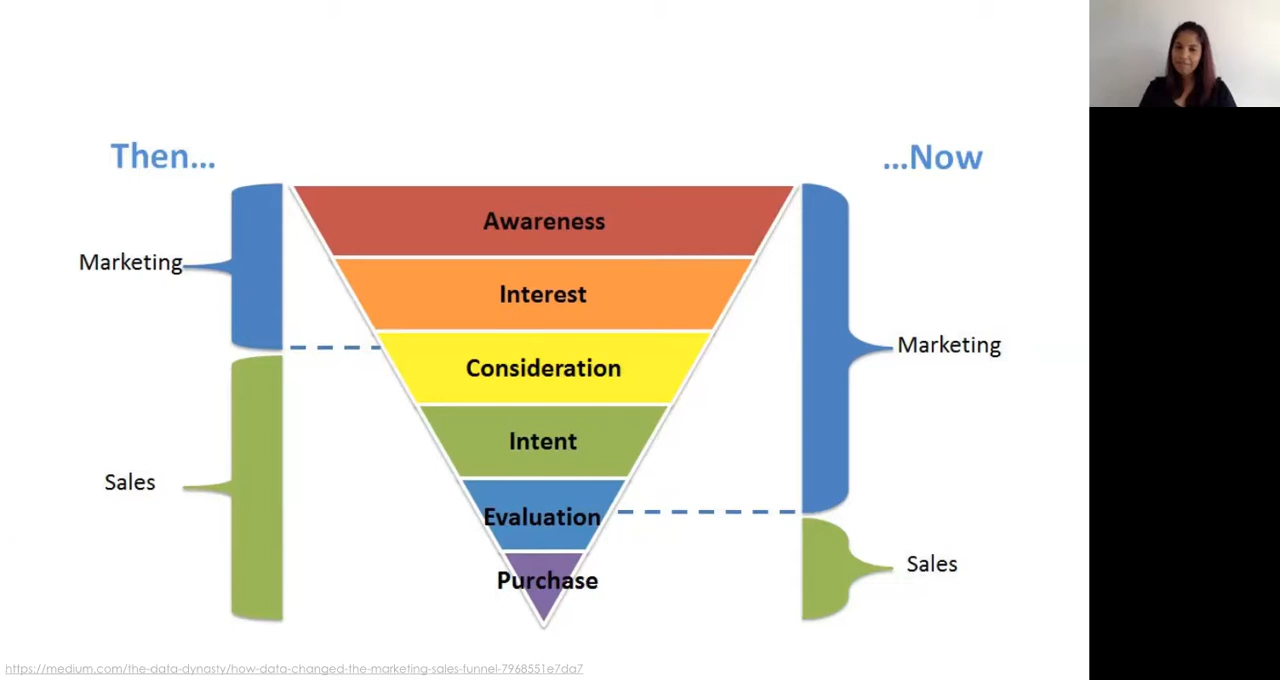 Then...
...Now
Awareness
Marketing
Interest
Marketing
Consideration
Intent
Sales
Evaluation
Sales
Purchase
https://medium.com/the-data-dynasty/how-data-changed-the-marketing-sales-funnel-7968551e7da7